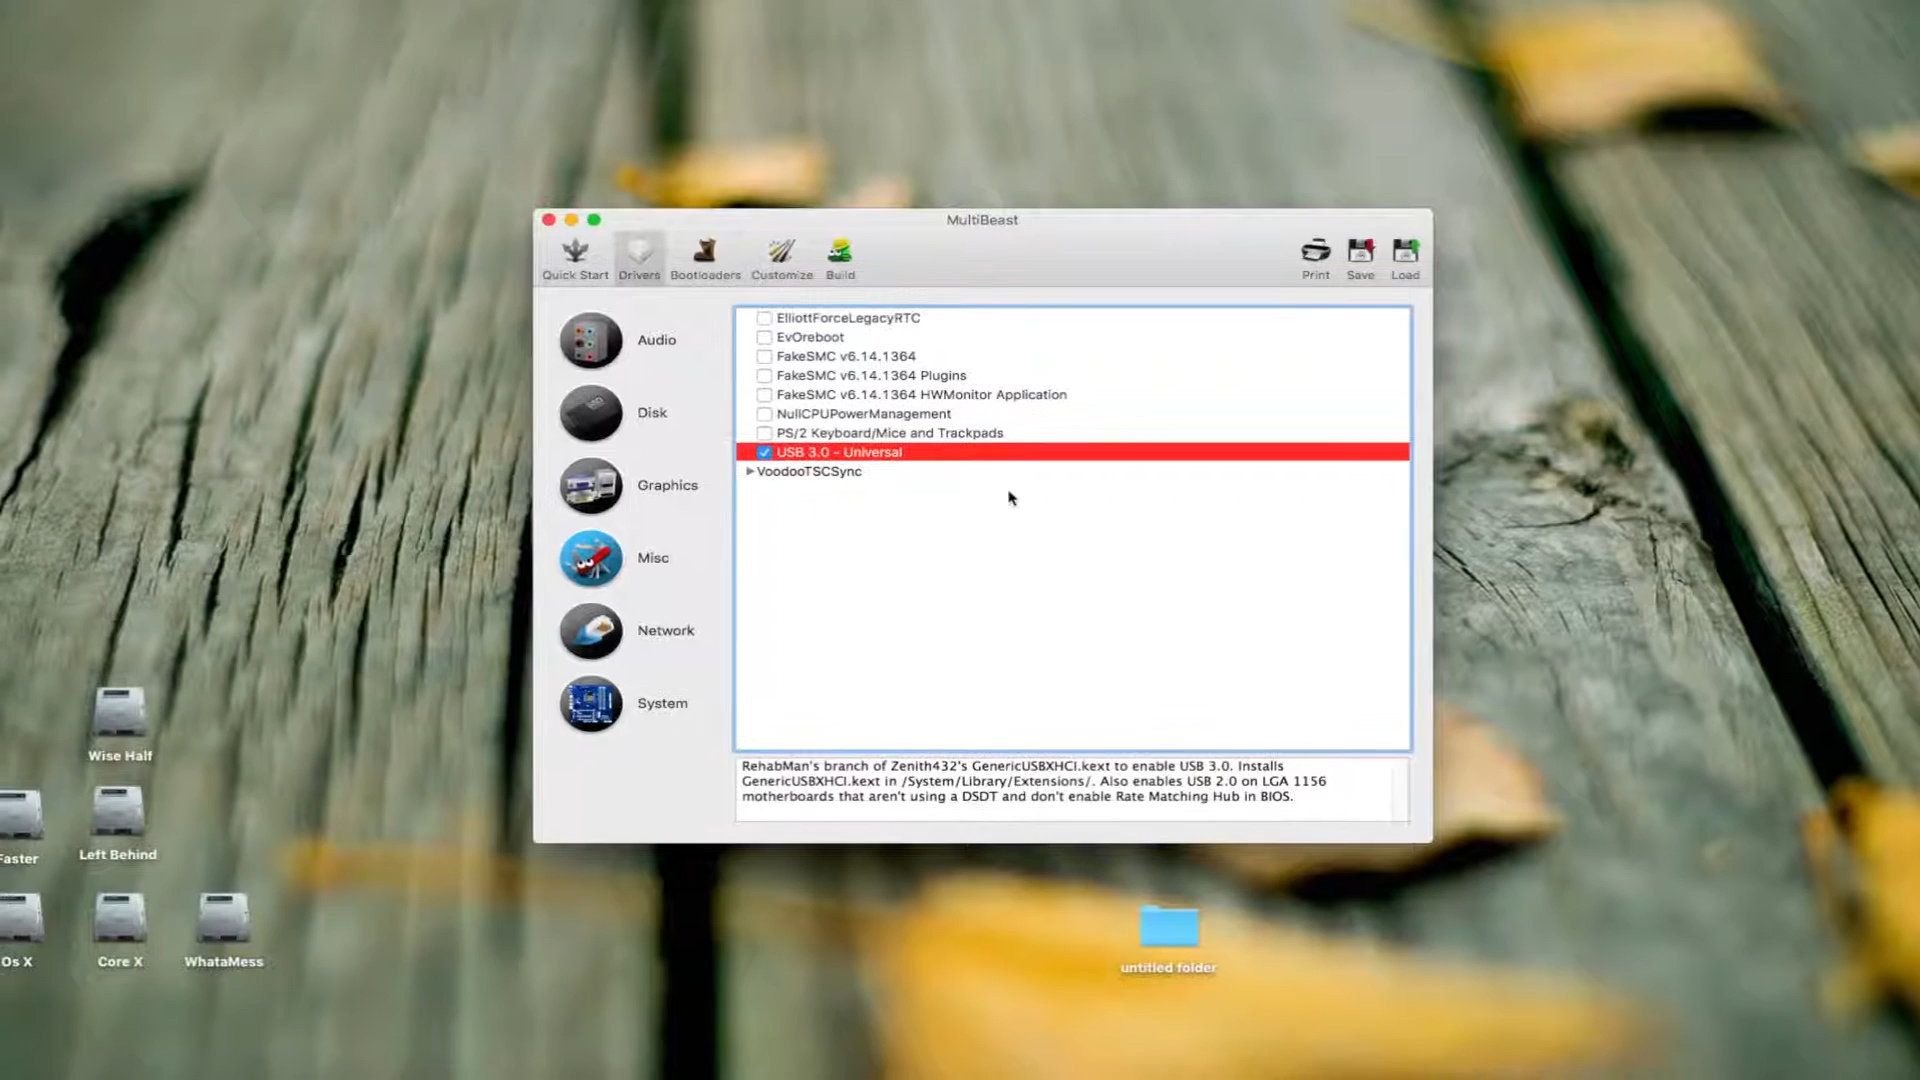 MultiBeast
Quick Start
Drivers
Bootloaders
Customize
Build
Print
Save
Load
Audio
Disk
Graphics
Misc
Network
System
ElliottForceLegacyRTC
EvOreboot
FakeSMC v6.14.1364
FakeSMC v6.14.1364 Plugins
FakeSMC v6.14.1364 HWMonitor Application
NullCPUPowerManagement
PS/2 Keyboard/Mice and Trackpads
USB 3.0 - Universal
VoodooTSCSync
RehabMan's branch of Zenith432's GenericUSBXHCI.kext to enable USB 3.0. Installs
GenericUSBXHCI.kext in /System/Library/Extensions/. Also enables USB 2.0 on LGA 1156
motherboards that aren't using a DSDT and don't enable Rate Matching Hub in BIOS.
Wise Half
Faster
Left Behind
Os X
Core X
WhataMess
untitled folder